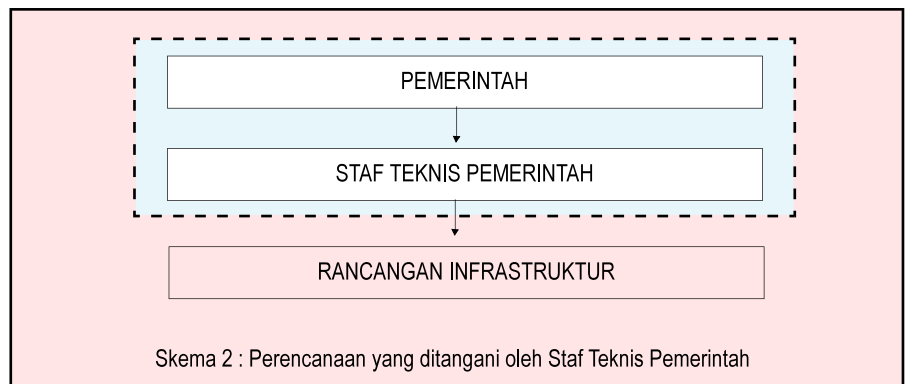 PEMERINTAH
STAF TEKNIS PEMERINTAH
RANCANGAN INFRASTRUKTUR
Skema 2 : Perencanaan yang ditangani oleh Staf Teknis Pemerintah